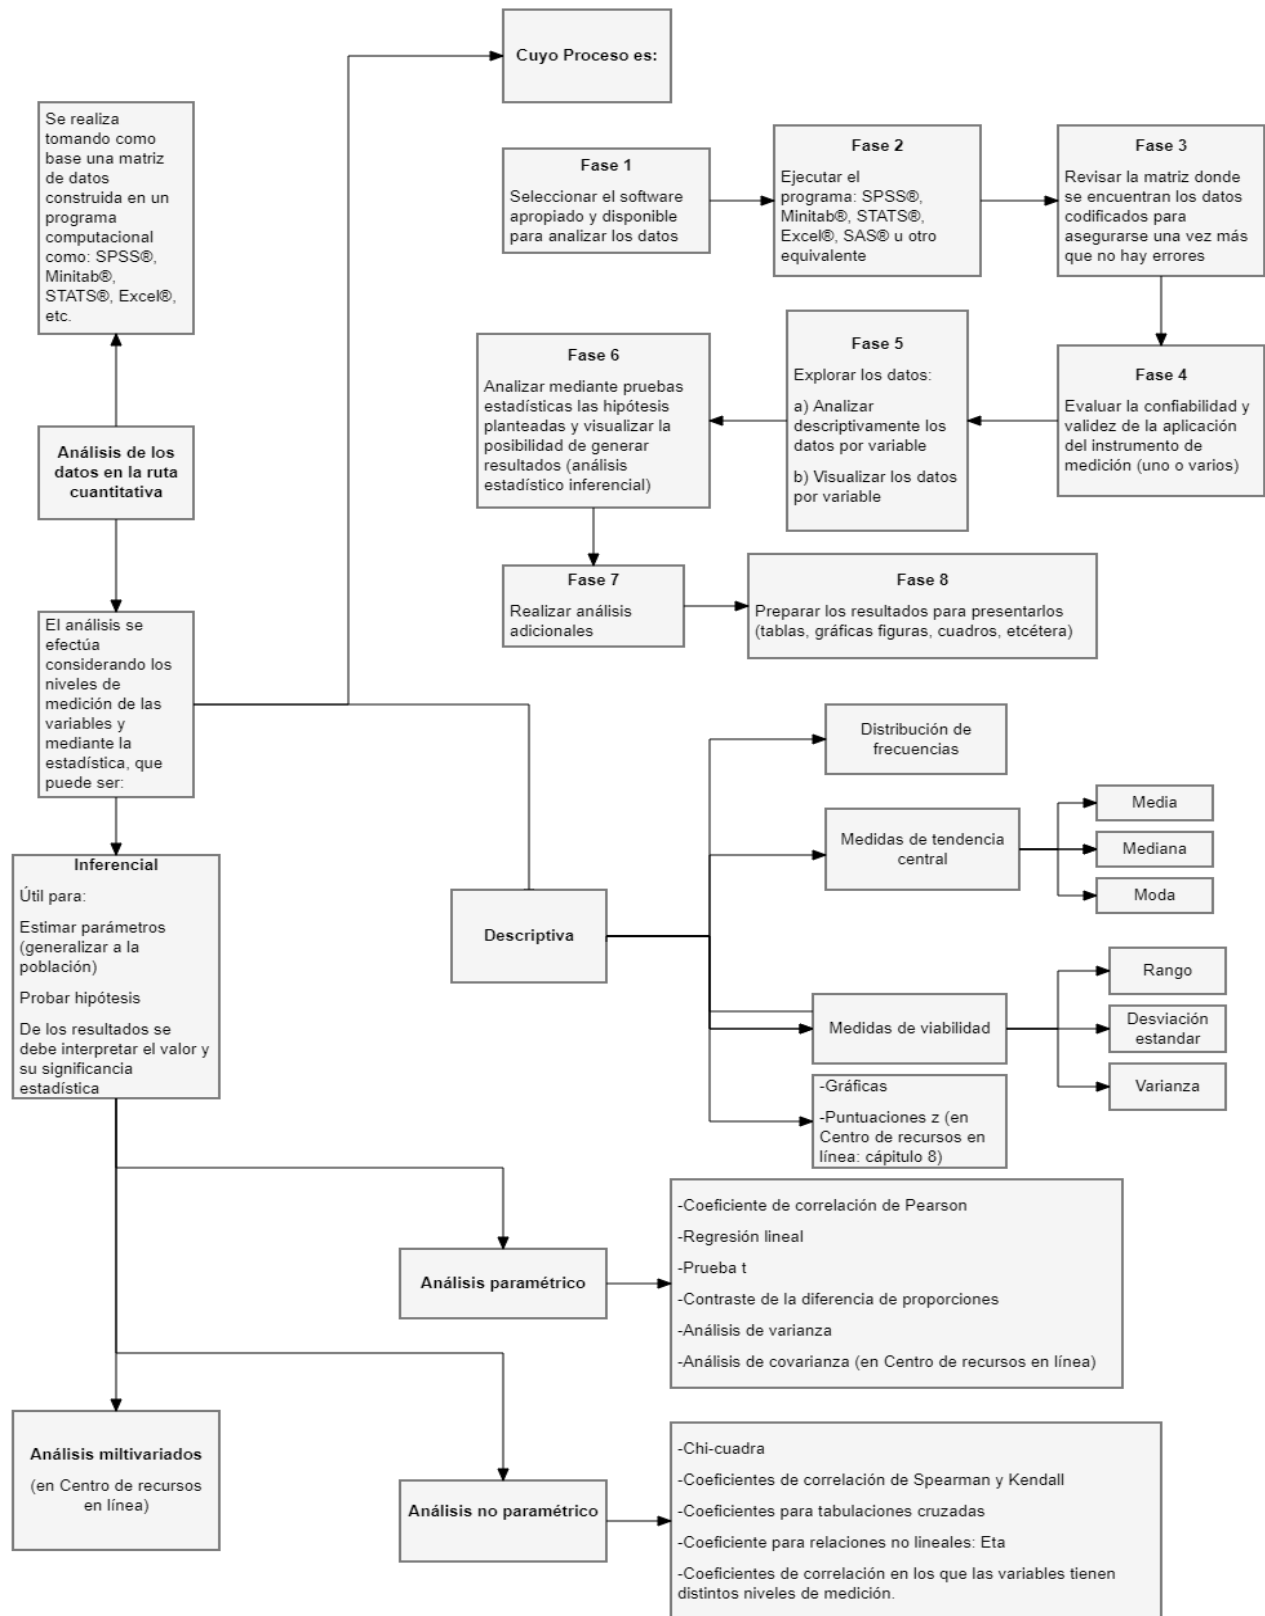 Cuyo Proceso es:
Se realiza
tomando como
base una matriz
de datos
construida en un
programa
computacional
como: SPSS®,
Minitab®,
STATS®, Excel®,
etc.
Fase 1
Seleccionar el software
apropiado y disponible
para analizar los datos
Fase 2
Ejecutar el
programa: SPSS®,
Minitab®, STATS®,
Excel®, SAS® u otro
equivalente
Fase 3
Revisar la matriz donde
se encuentran los datos
codificados para
asegurarse una vez más
que no hay errores
Fase 4
Evaluar la confiabilidad y
validez de la aplicación
del instrumento de
medición (uno o varios)
Fase 5
Explorar los datos:
a) Analizar
descriptivamente los
datos por variable
b) Visualizar los datos
por variable
Fase 6
Analizar mediante pruebas
estadísticas las hipótesis
planteadas y visualizar la
posibilidad de generar
resultados (análisis
estadístico inferencial)
Fase 7
Realizar análisis
adicionales
Fase 8
Preparar los resultados para presentarlos
(tablas, gráficas figuras, cuadros, etcétera)
Análisis de los
datos en la ruta
cuantitativa
El análisis se
efectúa
considerando los
niveles de
medición de las
variables y
mediante la
estadística, que
puede ser:
Inferencial
Útil para:
Estimar parámetros
(generalizar a la
población)
Probar hipótesis
De los resultados se
debe interpretar el valor y
su significancia
estadística
Descriptiva
Distribución de
frecuencias
Medidas de tendencia
central
Media
Mediana
Moda
Medidas de viabilidad
Rango
Desviación
estandar
Varianza
-Gráficas
-Puntuaciones z (en
Centro de recursos en
línea: cápitulo 8)
Análisis paramétrico
-Coeficiente de correlación de Pearson
-Regresión lineal
-Prueba t
-Contraste de la diferencia de proporciones
-Análisis de varianza
-Análisis de covarianza (en Centro de recursos en línea)
Análisis miltivariados
(en Centro de recursos
en línea)
Análisis no paramétrico
-Chi-cuadra
-Coeficientes de correlación de Spearman y Kendall
-Coeficientes para tabulaciones cruzadas
-Coeficiente para relaciones no lineales: Eta
-Coeficientes de correlación en los que las variables tienen
distintos niveles de medición.